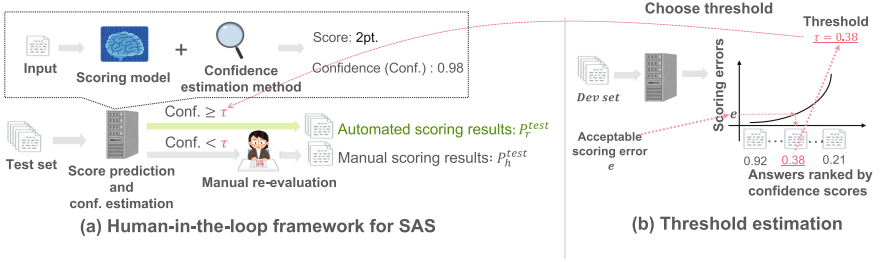 Input
Scoring model
+
Confidence
estimation method
Score: 2pt.
Confidence (Conf.) : 0.98
Test set
Score prediction
and
conf. estimation
Conf. ≥ τ
Conf. < τ
Manual re-evaluation
Automated scoring results: P_r^{test}
Manual scoring results: P_h^{test}
(a) Human-in-the-loop framework for SAS
Choose threshold
Threshold
τ = 0.38
Dev set
Scoring errors
e
Acceptable
scoring error
e
0.92
0.38
0.21
Answers ranked by
confidence scores
(b) Threshold estimation